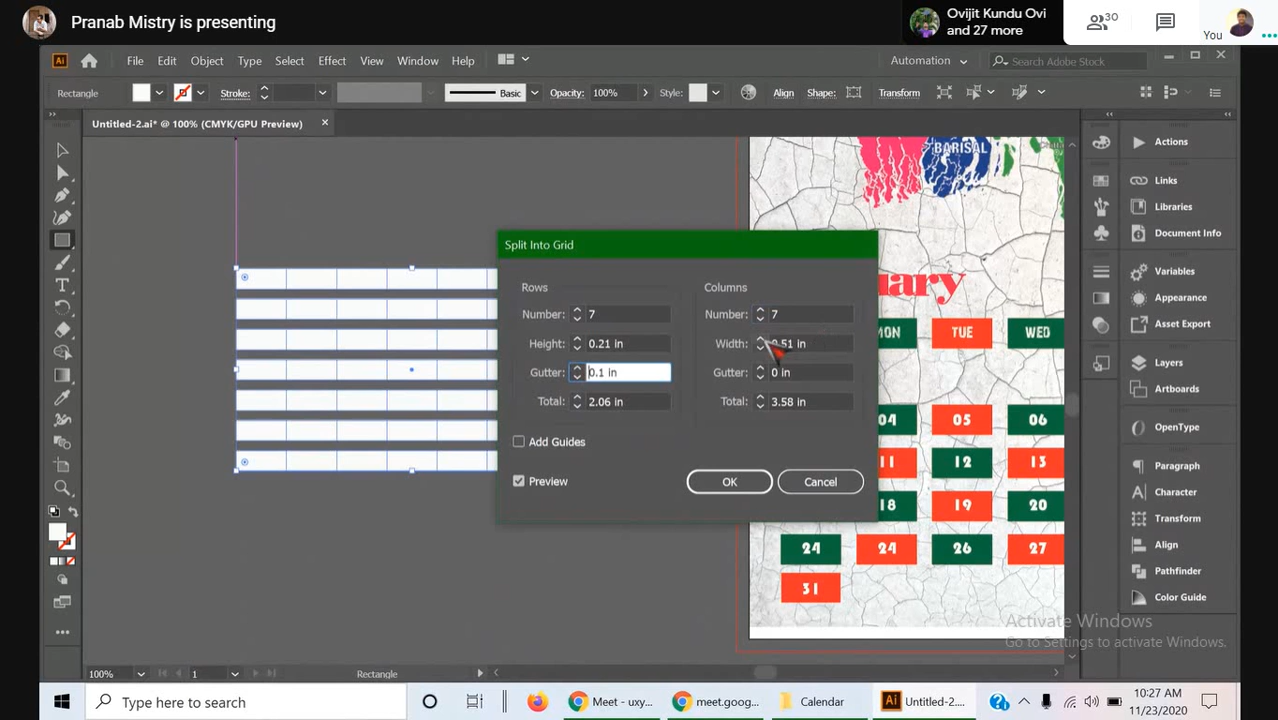 Pranab Mistry is presenting
Ovijit Kundu Ovi
and 27 more
30
You
Ai
File Edit Object Type Select Effect View Window Help
Automation
Search Adobe Stock
Rectangle
Stroke:
Basic
Opacity: 100%
Style:
Align
Shape:
Transform
Untitled-2.ai* @ 100% (CMYK/GPU Preview)
BARISAL
Actions
Links
Libraries
Document Info
Variables
Appearance
Asset Export
Layers
Artboards
OpenType
Paragraph
Character
Transform
Align
Pathfinder
Color Guide
Split Into Grid
Rows
Columns
Number: 7
Number: 7
Height: 0.21 in
Width: 0.51 in
Gutter: 0.1 in
Gutter: 0 in
Total: 2.06 in
Total: 3.58 in
Add Guides
Preview
OK
Cancel
uary
MON TUE WED
04 05 06
11 12 13
18 19 20
24 24 26 27
31
Activate Windows
Go to Settings to activate Windows.
100%
1
Rectangle
Type here to search
Meet - uxy...
meet.goog...
Calendar
Ai
Untitled-2....
10:27 AM
11/23/2020